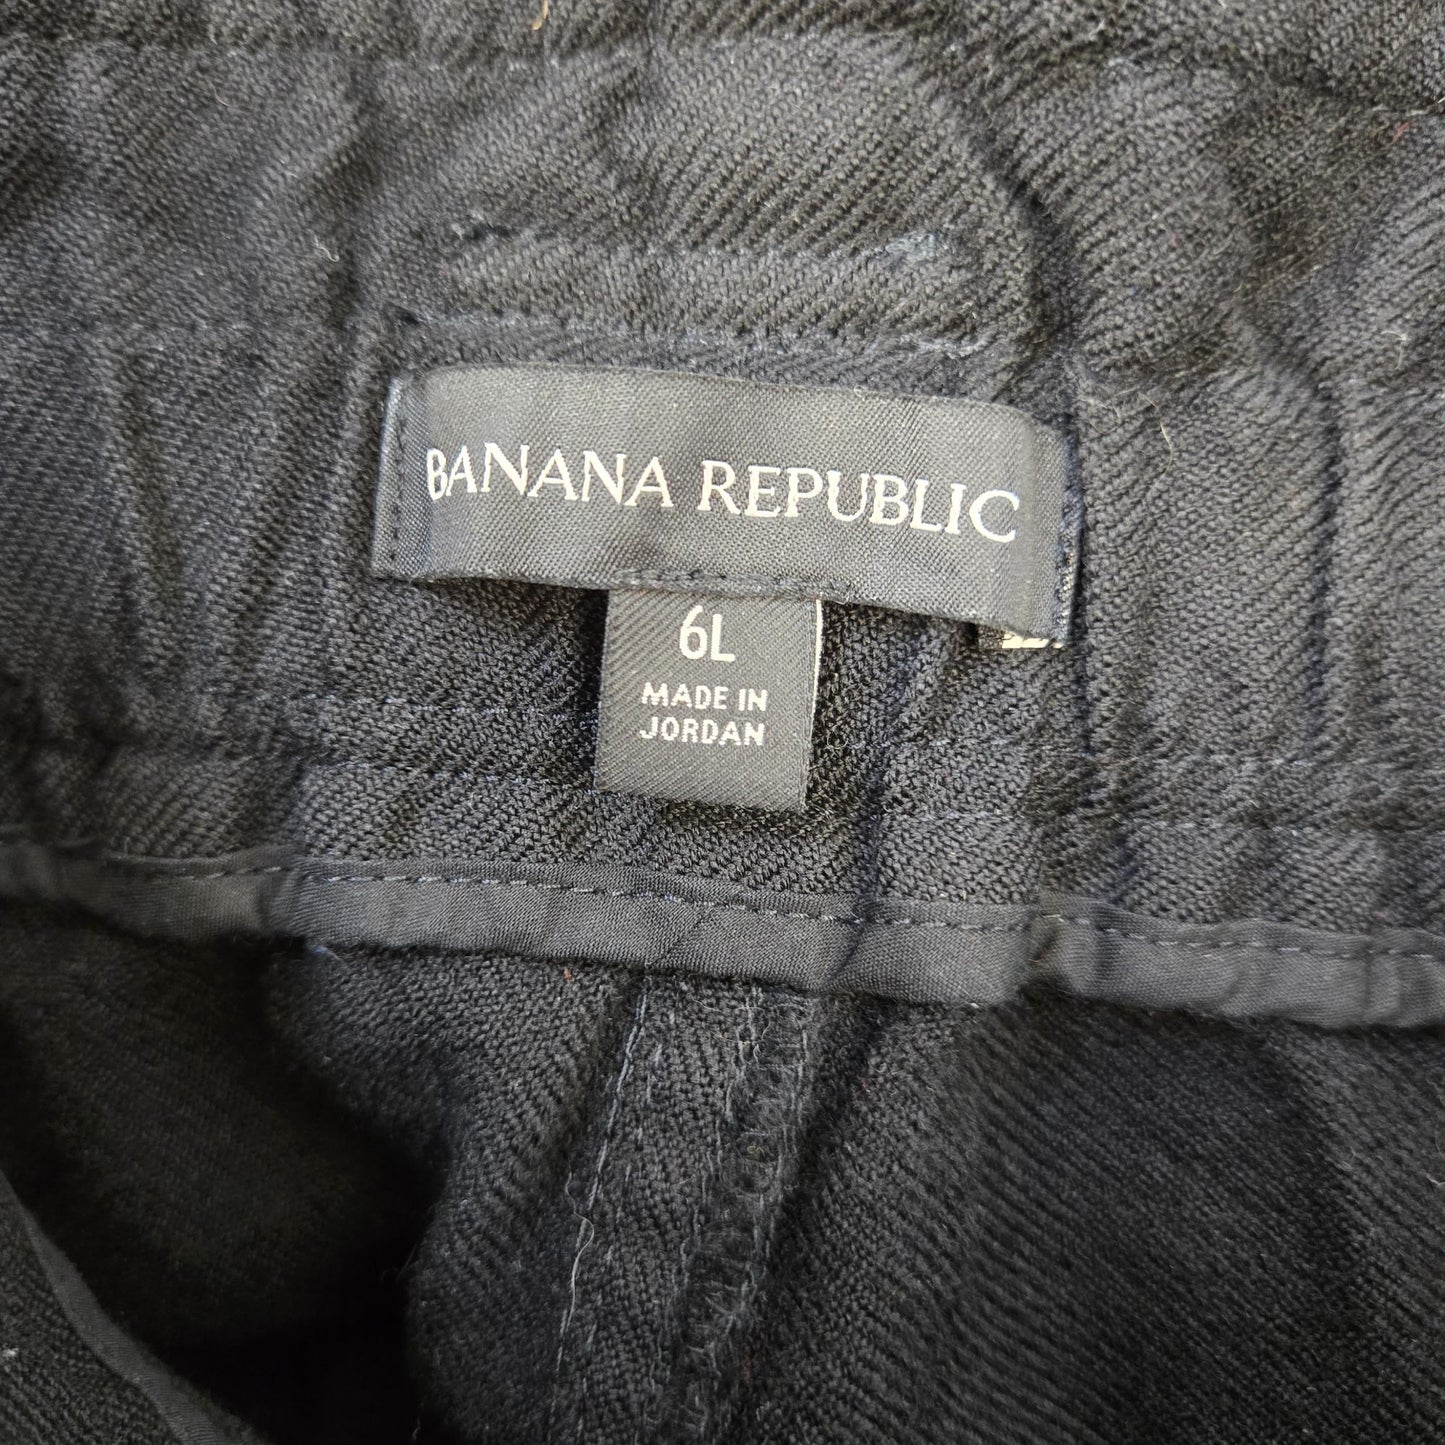 BANANA REPUBLIC
6L
MADE IN
JORDAN